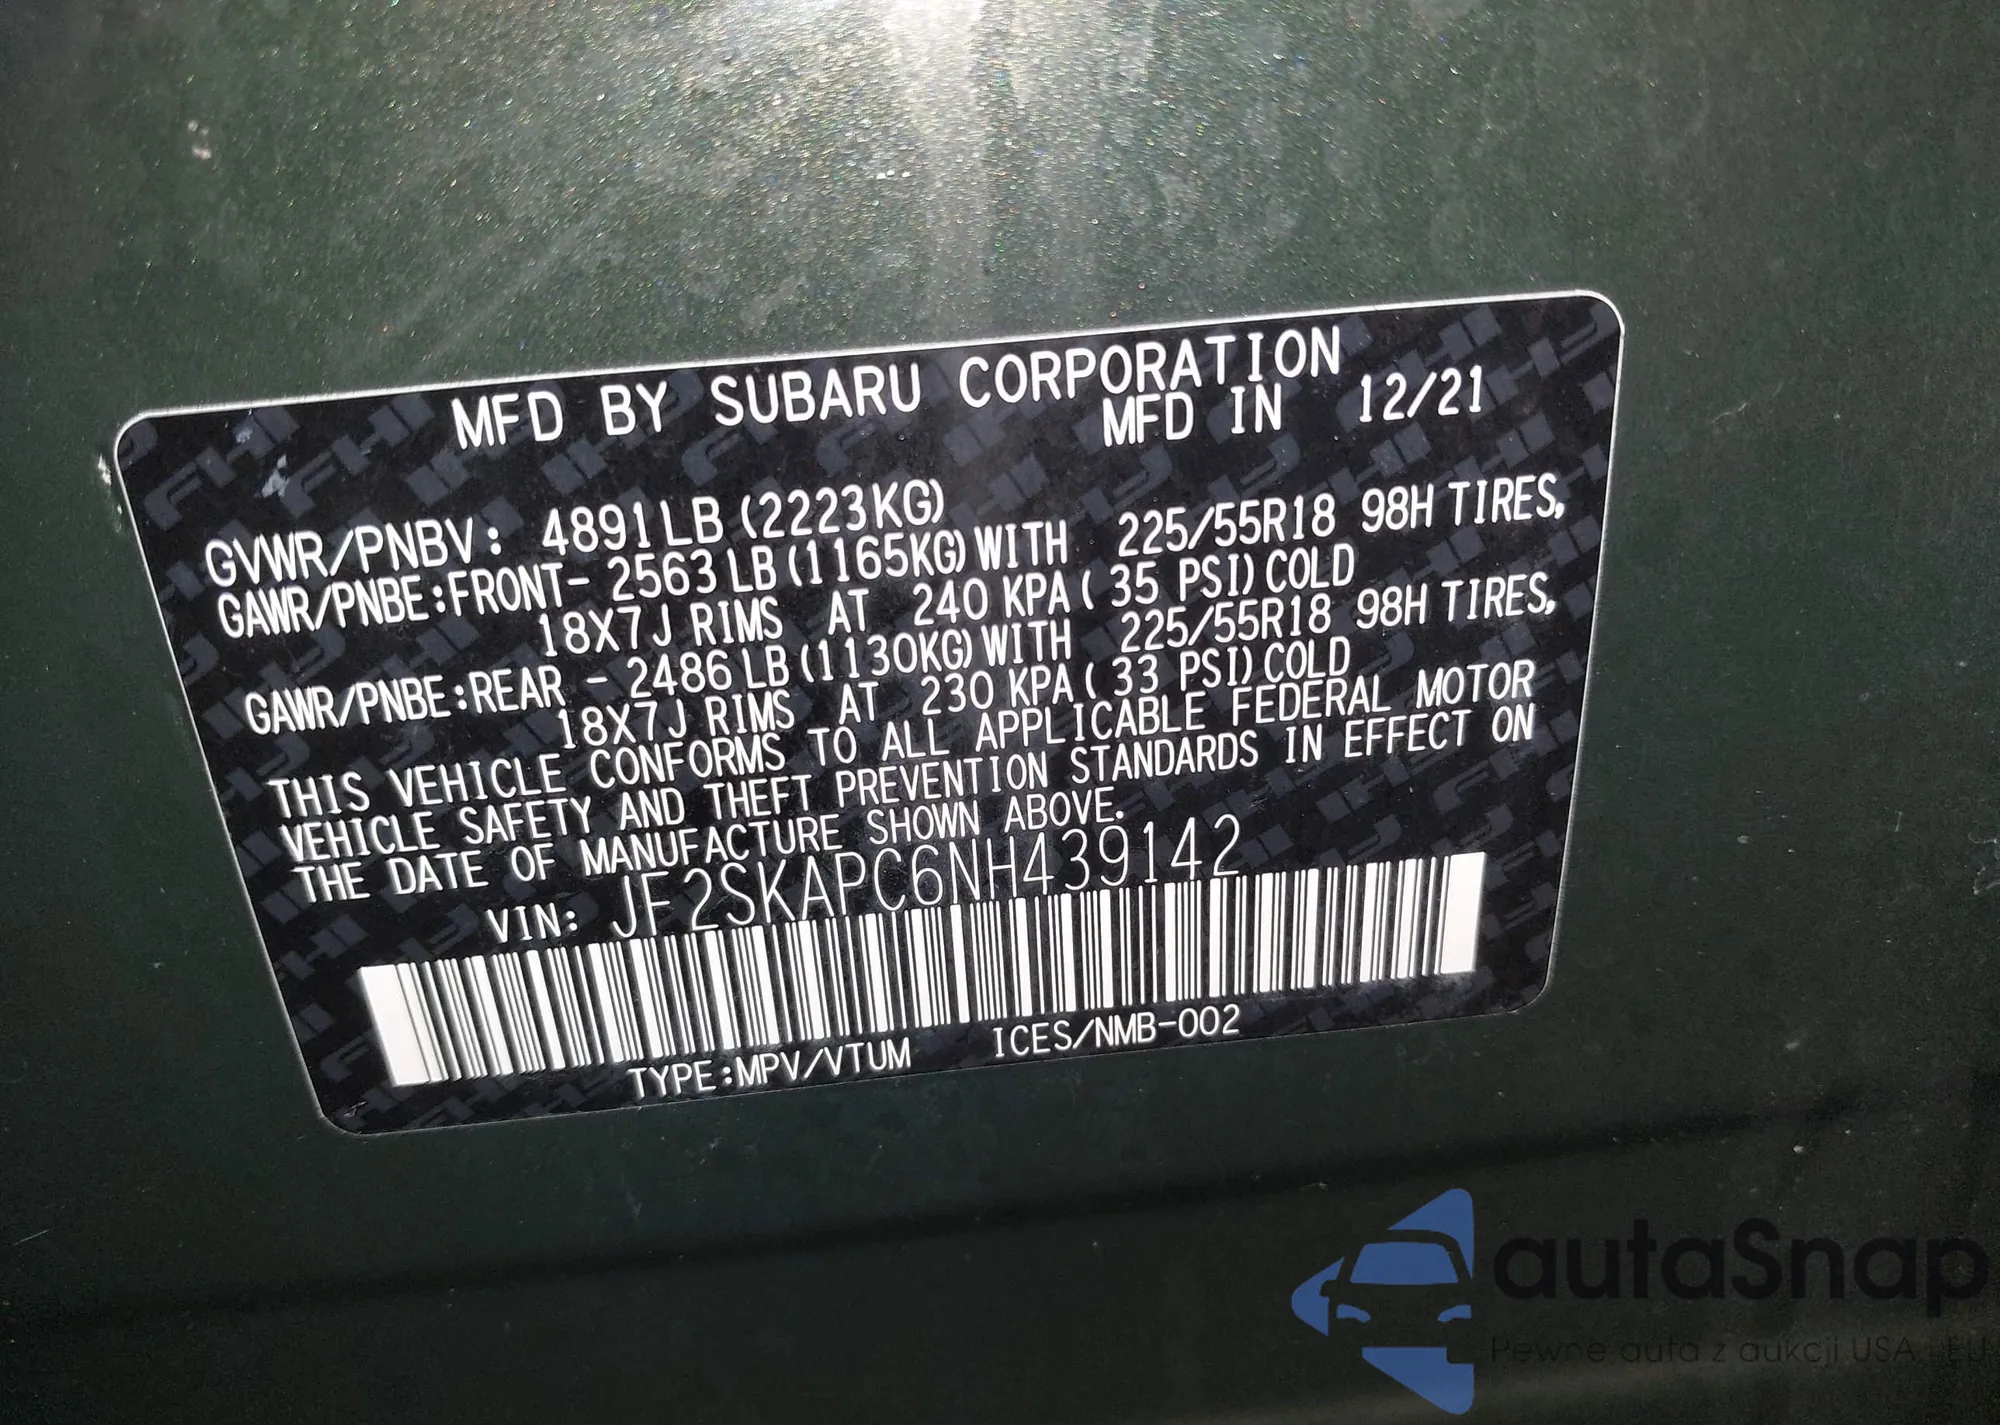 MFD BY SUBARU CORPORATION
MFD IN 12/21
GVWR/PNBV: 4891LB (2223KG)
GAWR/PNBE:FRONT- 2563LB(1165KG)WITH 225/55R18 98H TIRES,
18X7J RIMS AT 240 KPA( 35 PSI)COLD
GAWR/PNBE:REAR - 2486LB(1130KG)WITH 225/55R18 98H TIRES,
18X7J RIMS AT 230 KPA( 33 PSI)COLD
THIS VEHICLE CONFORMS TO ALL APPLICABLE FEDERAL MOTOR
VEHICLE SAFETY AND THEFT PREVENTION STANDARDS IN EFFECT ON
THE DATE OF MANUFACTURE SHOWN ABOVE.
VIN: JF2SKAPC6NH439142
TYPE:MPV/VTUM ICES/NMB-002
autaSnap
Pewne auta z aukcji USA - EU